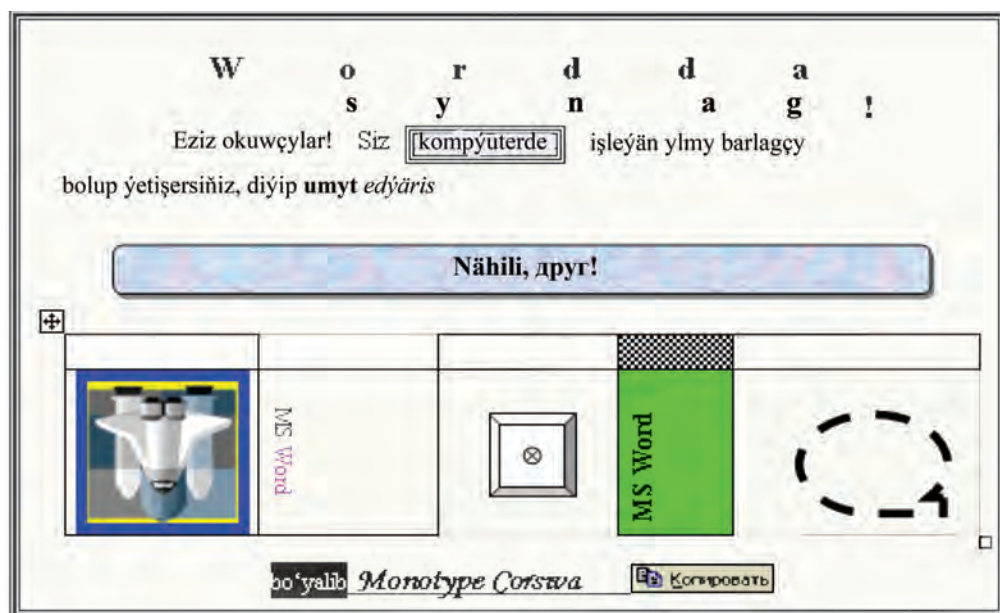 W o r d d a
s y n a g !
Eziz okuwçylar! Siz kompýuterde işleýän ylmy barlagçy
bolup ýetişersiňiz, diýip umyt edýäris
Nähili, друг!
MS Word
MS Word
bo‘yalib Monotype Corsiva Копировать